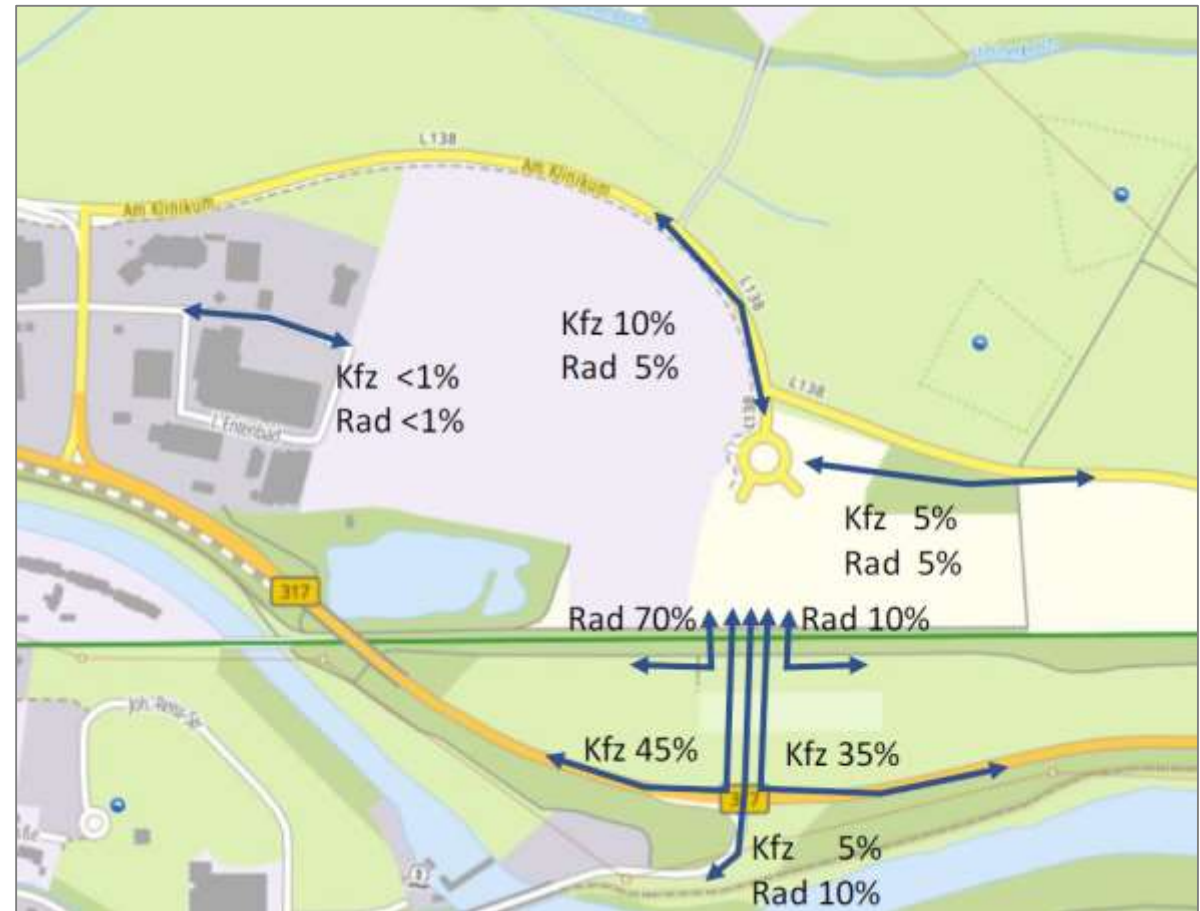 L138
Am Klinikum
Am Klinikum
L138
Kfz 10%
Rad 5%
Kfz <1%
Rad <1%
L138
L138
I'Entenbad
Kfz 5%
Rad 5%
317
Rad 70%
Rad 10%
Kfz 45%
Kfz 35%
317
Kfz 5%
Rad 10%